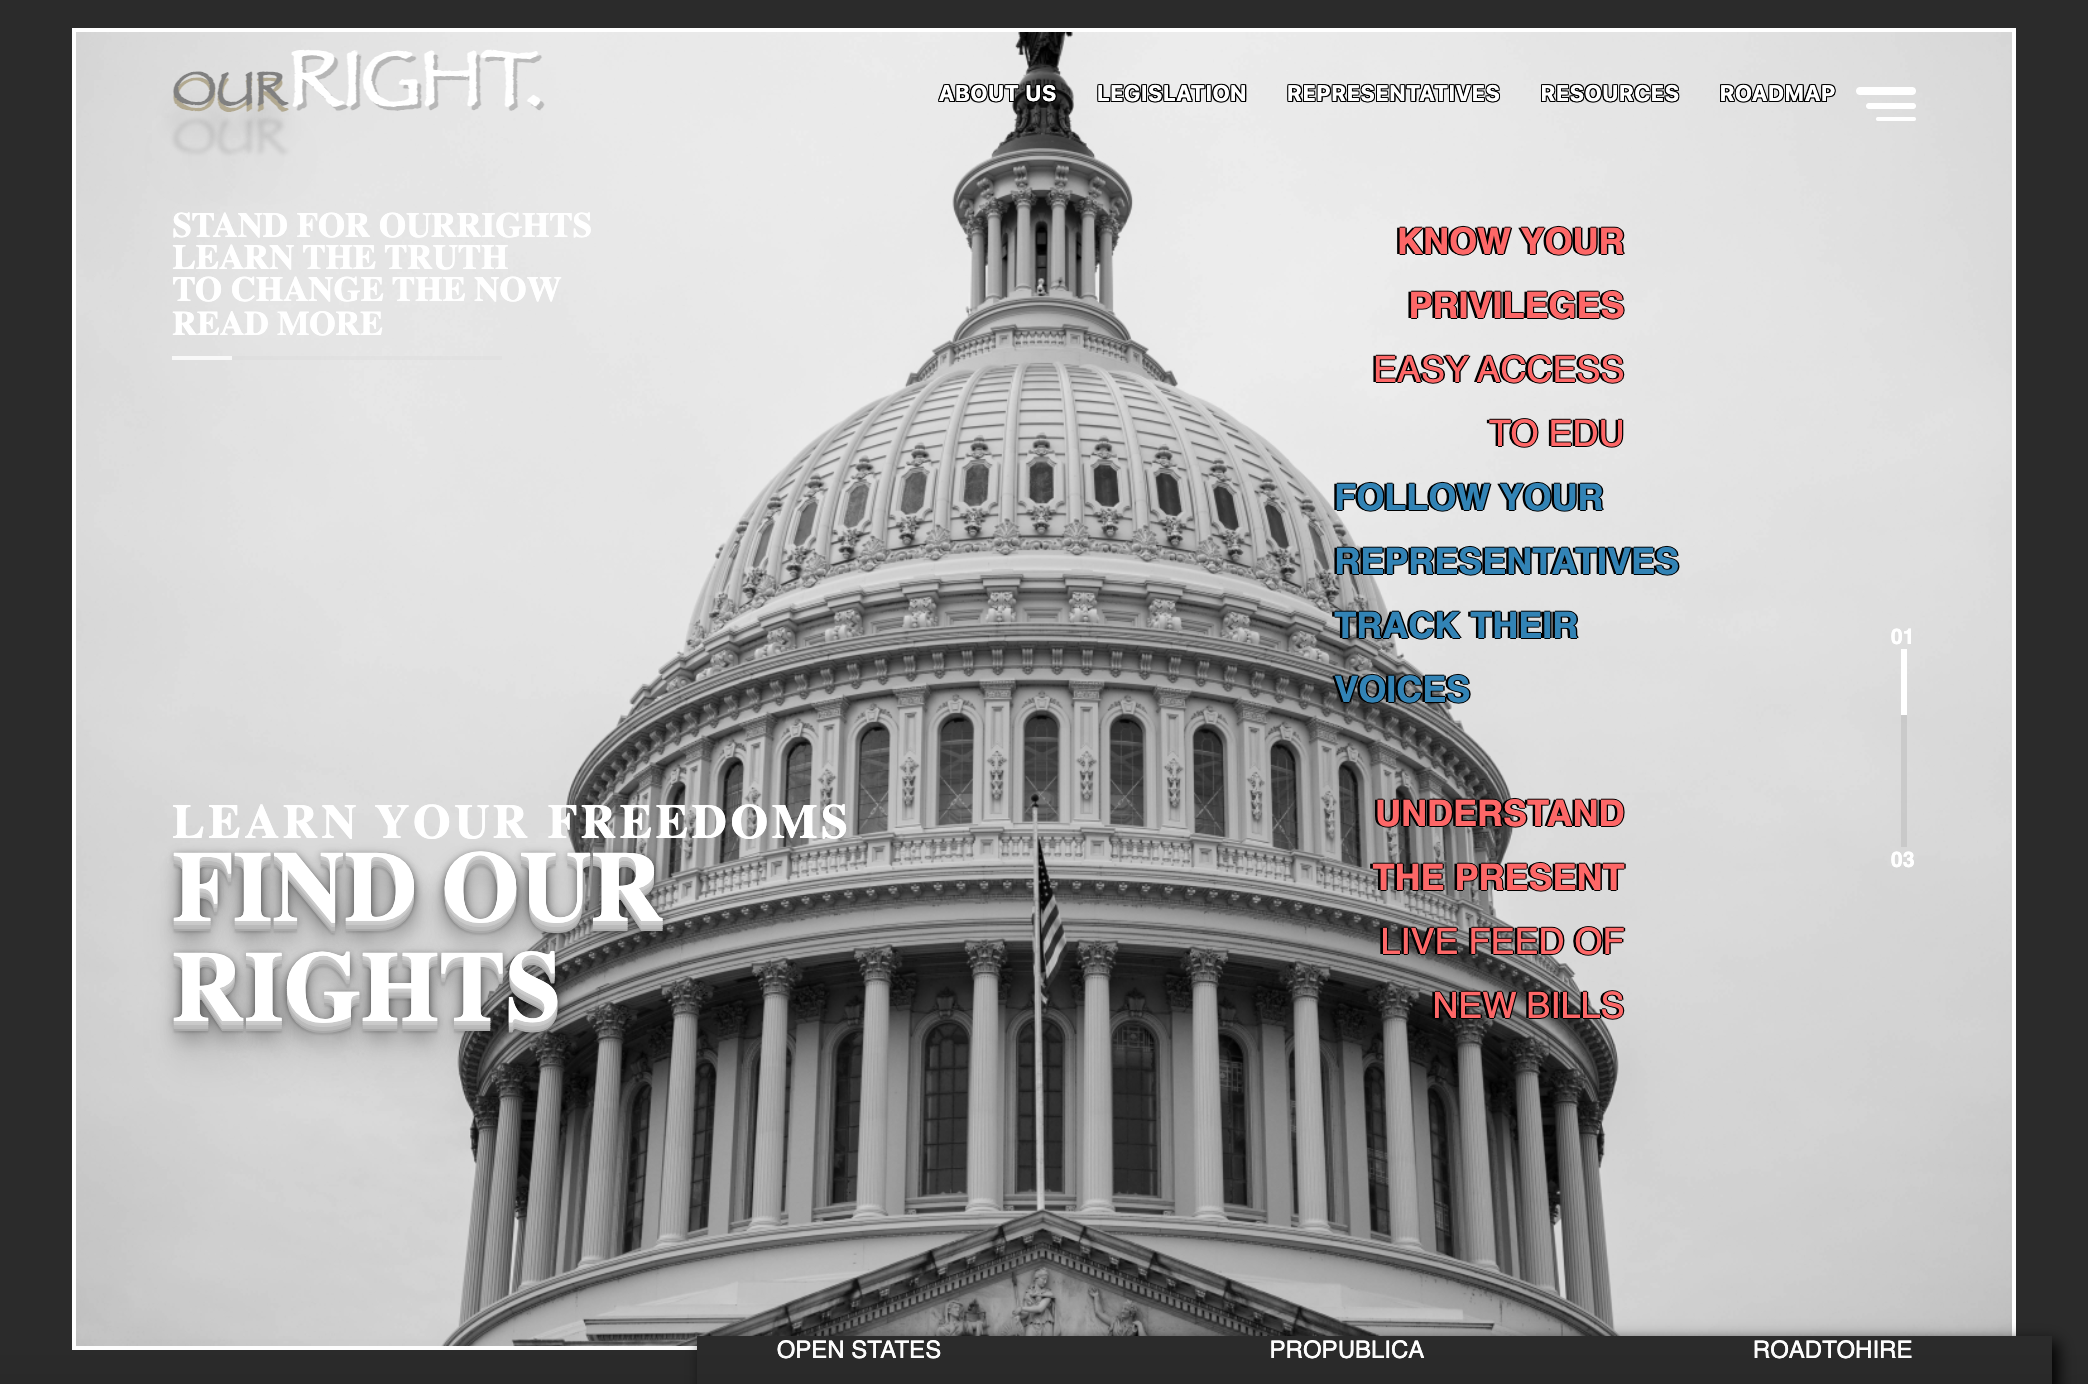 OURRIGHT.
OUR
ABOUT US LEGISLATION REPRESENTATIVES RESOURCES ROADMAP
STAND FOR OURRIGHTS
LEARN THE TRUTH
TO CHANGE THE NOW
READ MORE
KNOW YOUR
PRIVILEGES
EASY ACCESS
TO EDU
FOLLOW YOUR
REPRESENTATIVES
TRACK THEIR
VOICES
01
03
LEARN YOUR FREEDOMS
FIND OUR
RIGHTS
UNDERSTAND
THE PRESENT
LIVE FEED OF
NEW BILLS
OPEN STATES PROPUBLICA ROADTOHIRE